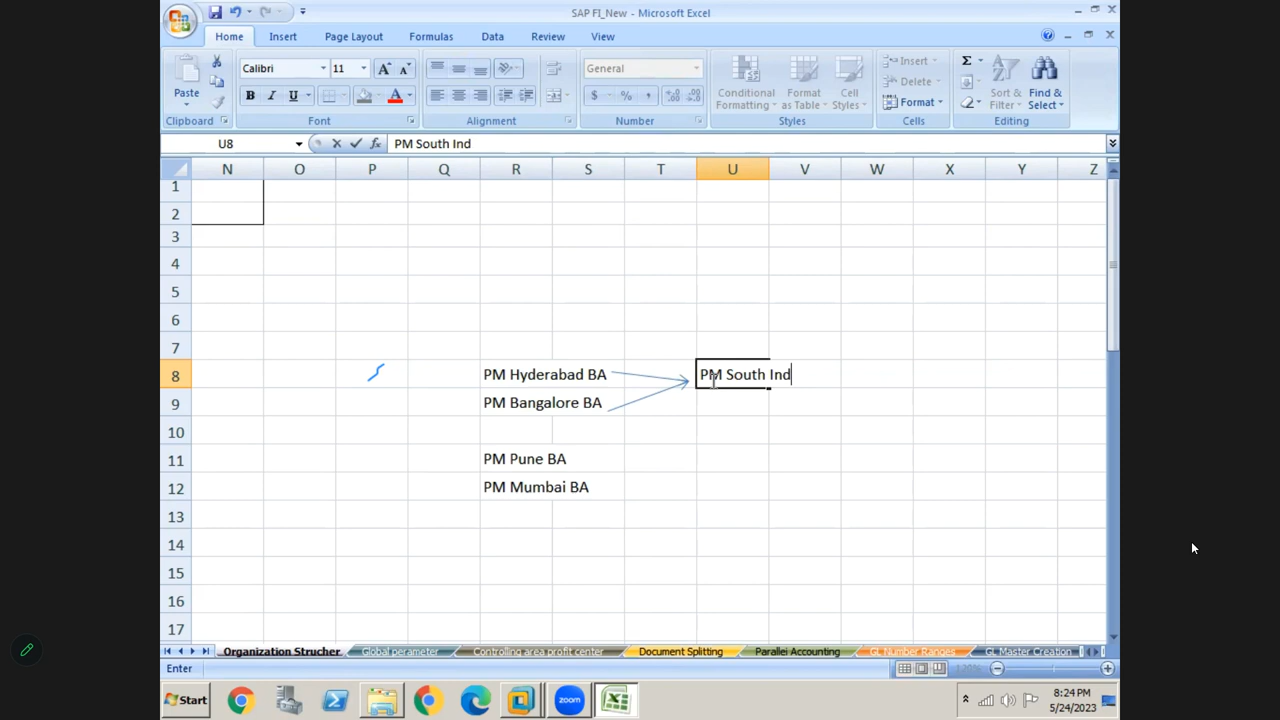 SAP FI_New - Microsoft Excel
Home Insert Page Layout Formulas Data Review View
Paste Calibri 11 General Conditional Formatting Format as Table Cell Styles Insert Delete Format Sort & Filter Find & Select
B I U $ % ,
Clipboard Font Alignment Number Styles Cells Editing
U8 fx PM South Ind
N O P Q R S T U V W X Y Z
1
2
3
4
5
6
7
8 PM Hyderabad BA PM South Ind
9 PM Bangalore BA
10
11 PM Pune BA
12 PM Mumbai BA
13
14
15
16
17
Organization Strucher Global perameter Controlling area profit center Document Splitting Parallel Accounting GL Number Ranges GL Master Creation
Enter 120%
Start zoom 8:24 PM
5/24/2023